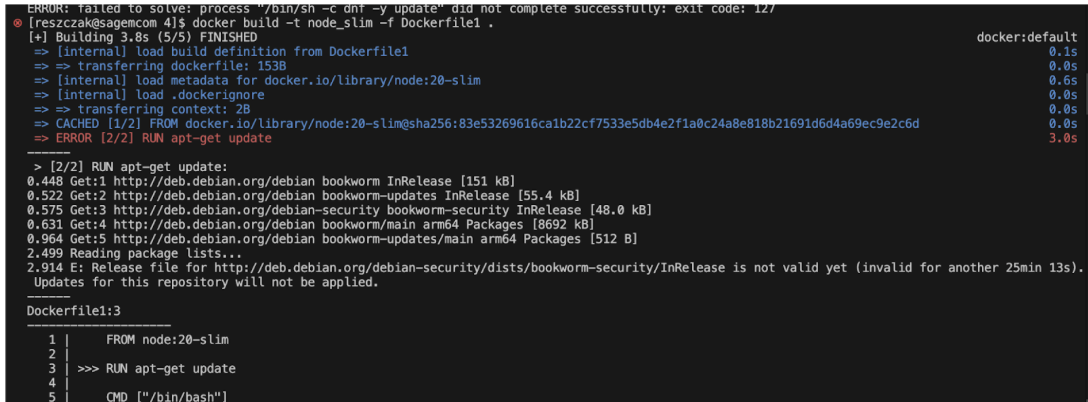 ERROR: failed to solve: process "/bin/sh -c dnf -y update" did not complete successfully: exit code: 127
[reszczak@sagemcom 4]$ docker build -t node_slim -f Dockerfile1 .
[+] Building 3.8s (5/5) FINISHED docker:default
=> [internal] load build definition from Dockerfile1 0.1s
=> => transferring dockerfile: 153B 0.0s
=> [internal] load metadata for docker.io/library/node:20-slim 0.6s
=> [internal] load .dockerignore 0.0s
=> => transferring context: 2B 0.0s
=> CACHED [1/2] FROM docker.io/library/node:20-slim@sha256:83e53269616ca1b22cf7533e5db4e2f1a0c24a8e818b21691d6d4a69ec9e2c6d 0.0s
=> ERROR [2/2] RUN apt-get update 3.0s
------
> [2/2] RUN apt-get update:
0.448 Get:1 http://deb.debian.org/debian bookworm InRelease [151 kB]
0.522 Get:2 http://deb.debian.org/debian bookworm-updates InRelease [55.4 kB]
0.575 Get:3 http://deb.debian.org/debian-security bookworm-security InRelease [48.0 kB]
0.631 Get:4 http://deb.debian.org/debian bookworm/main arm64 Packages [8692 kB]
0.964 Get:5 http://deb.debian.org/debian bookworm-updates/main arm64 Packages [512 B]
2.499 Reading package lists...
2.914 E: Release file for http://deb.debian.org/debian-security/dists/bookworm-security/InRelease is not valid yet (invalid for another 25min 13s).
Updates for this repository will not be applied.
------
Dockerfile1:3
--------------------
1 | FROM node:20-slim
2 |
3 | >>> RUN apt-get update
4 |
5 | CMD ["/bin/bash"]